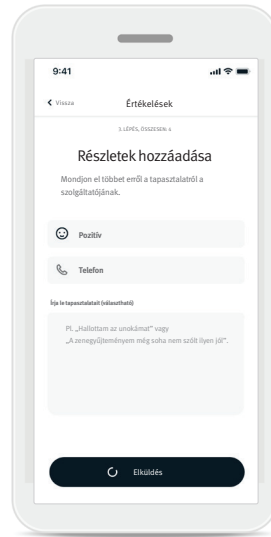 9:41
Vissza
Értékelések
3. LÉPÉS, ÖSSZESEN: 6
Részletek hozzáadása
Mondjon el többet erről a tapasztalatról a
szolgáltatójának.
Pozitív
Telefon
Írja le tapasztalatait (választható)
Pl. „Hallottam az unokámat" vagy
„A zenegyűjteményem még soha nem szólt ilyen jól".
Elküldés